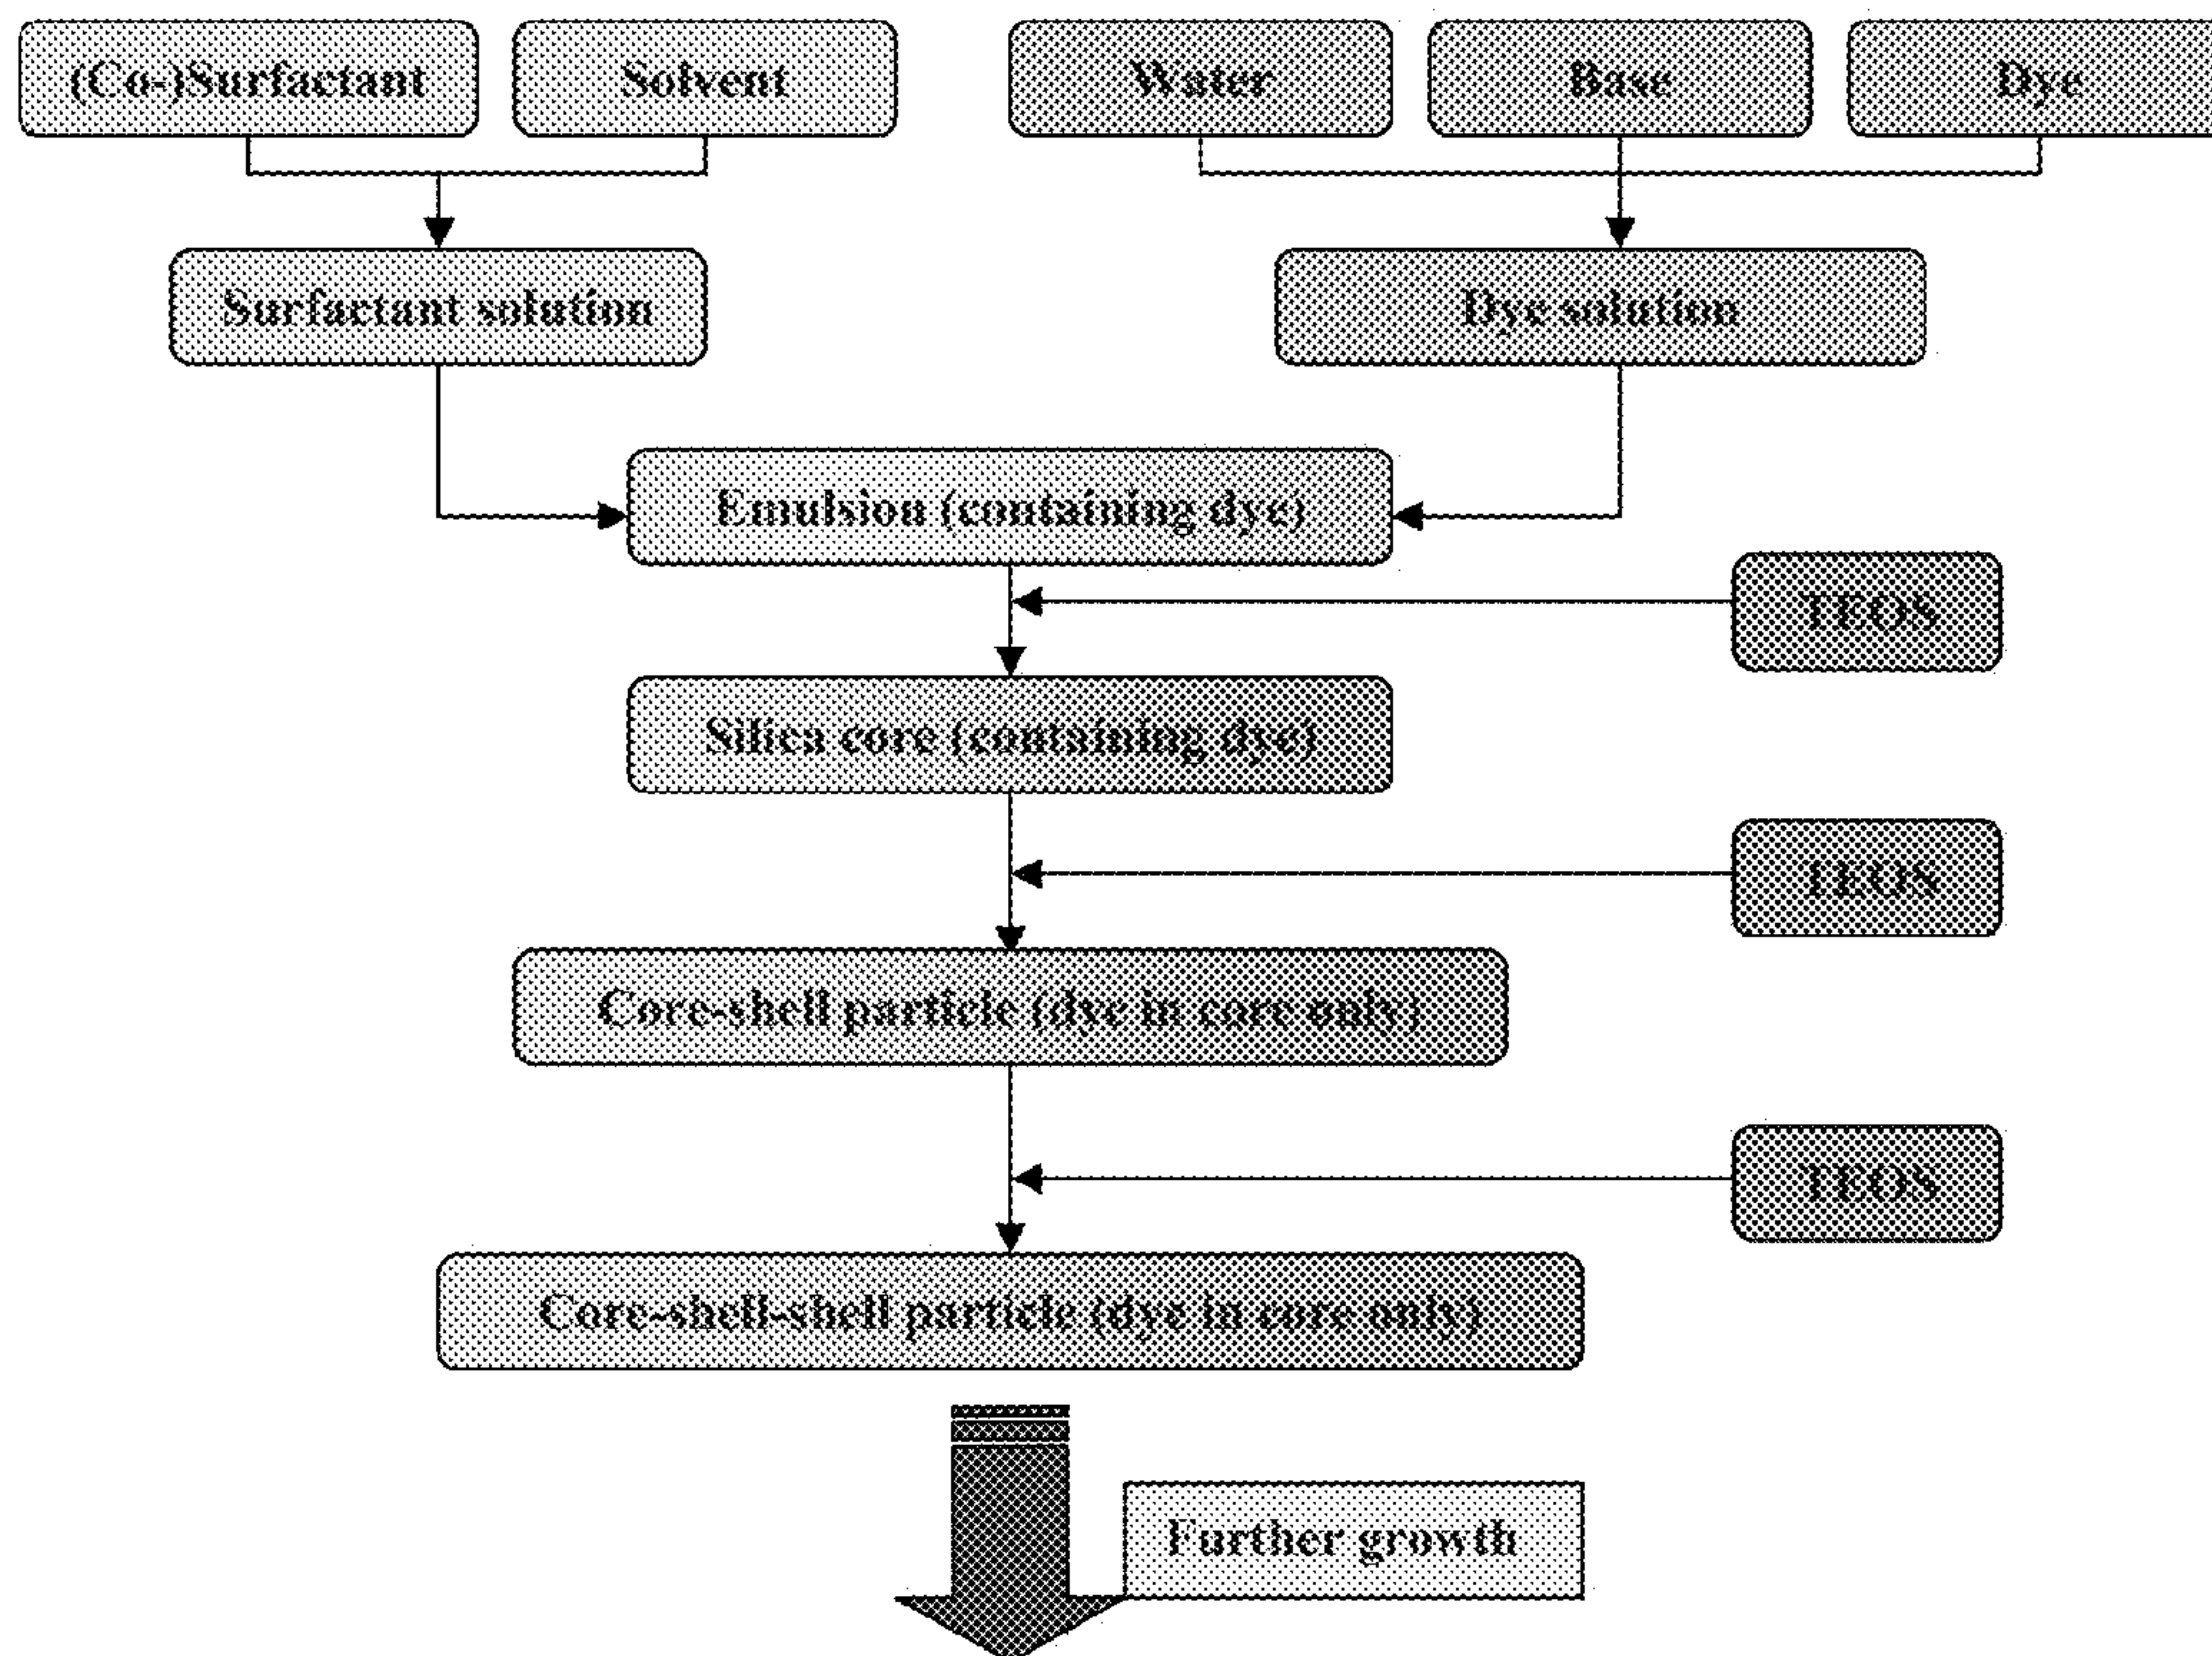 (Co-)Surfactant
Solvent
Water
Base
Dye
Surfactant solution
Dye solution
Emulsion (containing dye)
TEOS
Silica core (containing dye)
TEOS
Core-shell particle (dye in core only)
TEOS
Core-shell-shell particle (dye in core only)
Further growth